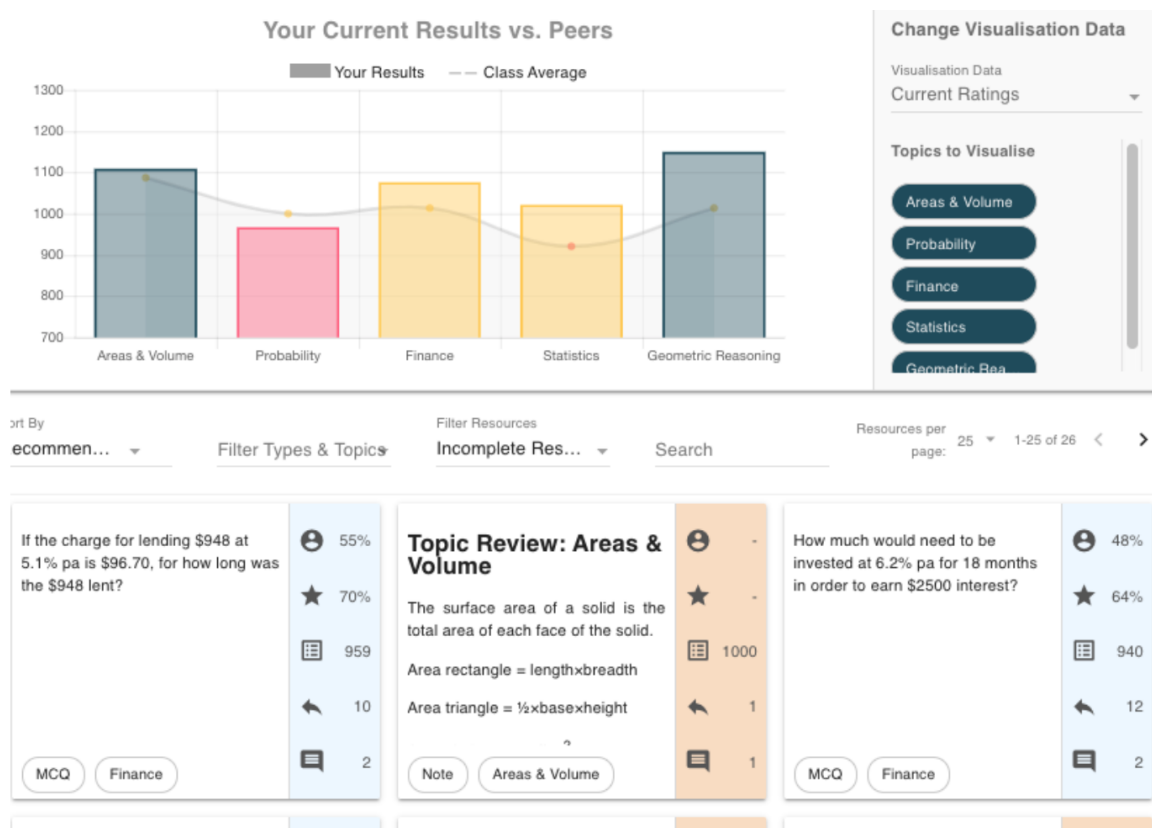 Your Current Results vs. Peers
Your Results
Class Average
1300
1200
1100
1000
900
800
700
Areas & Volume
Probability
Finance
Statistics
Geometric Reasoning
Change Visualisation Data
Visualisation Data
Current Ratings
Topics to Visualise
Areas & Volume
Probability
Finance
Statistics
Geometric Rea...
ort By
ecommen...
Filter Types & Topics
Filter Resources
Incomplete Res...
Search
Resources per
page:
25
1-25 of 26
If the charge for lending $948 at
5.1% pa is $96.70, for how long was
the $948 lent?
55%
70%
959
10
2
MCQ
Finance
Topic Review: Areas &
Volume
The surface area of a solid is the
total area of each face of the solid.
Area rectangle = length×breadth
Area triangle = ½×base×height
-
-
1000
1
1
Note
Areas & Volume
How much would need to be
invested at 6.2% pa for 18 months
in order to earn $2500 interest?
48%
64%
940
12
2
MCQ
Finance